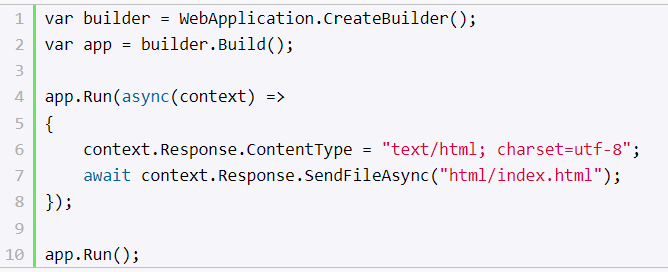 1 var builder = WebApplication.CreateBuilder();
2 var app = builder.Build();
3
4 app.Run(async(context) =>
5 {
6     context.Response.ContentType = "text/html; charset=utf-8";
7     await context.Response.SendFileAsync("html/index.html");
8 });
9
10 app.Run();